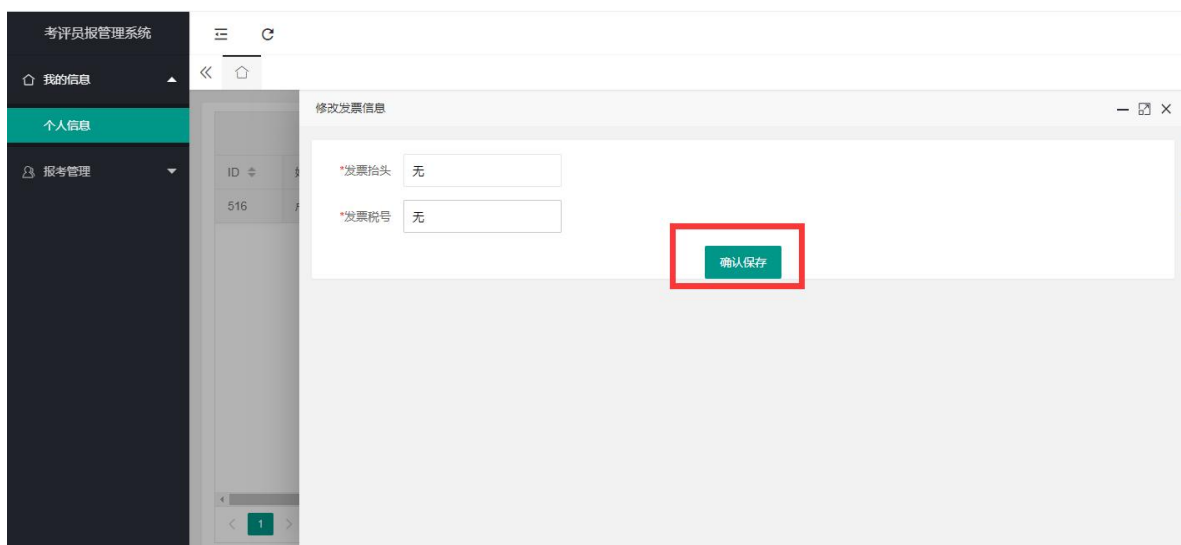 考评员报管理系统
我的信息
个人信息
报考管理
修改发票信息
ID
516
*发票抬头 无
*发票税号 无
确认保存
1